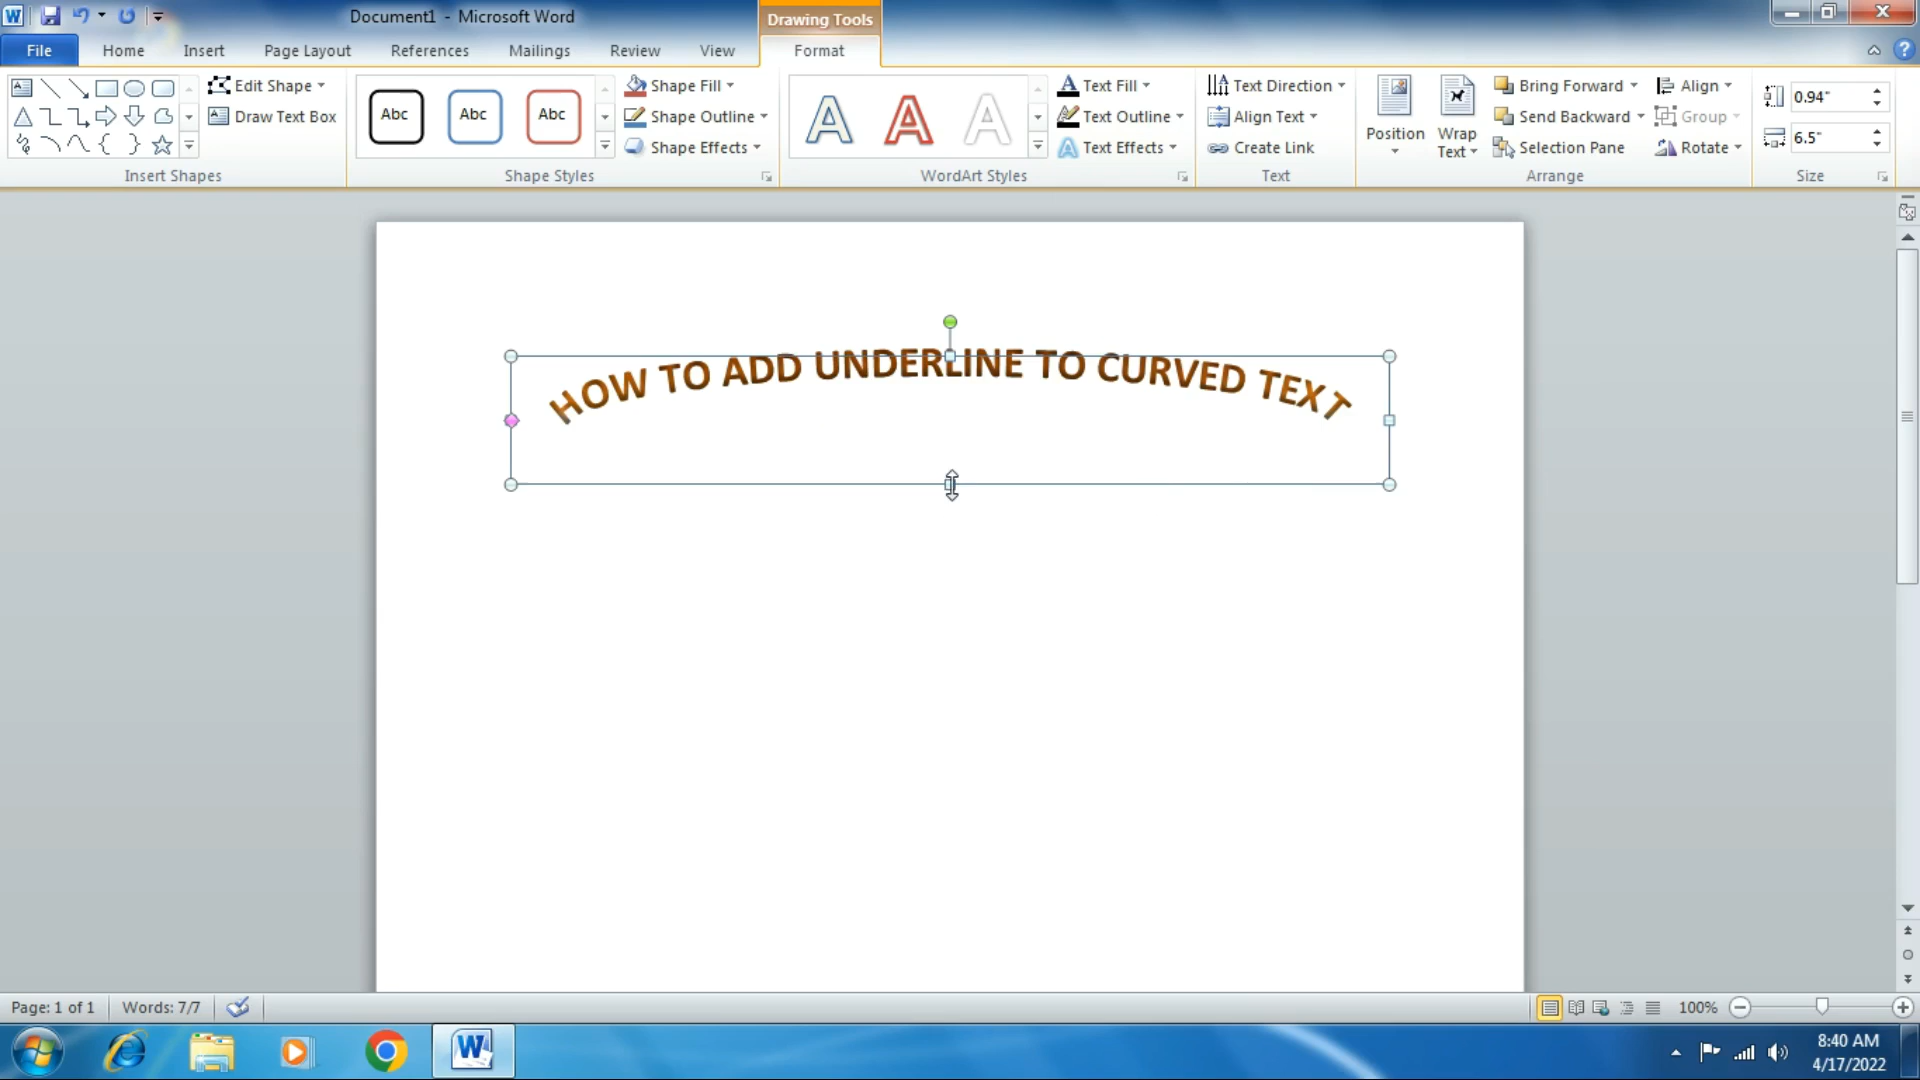 Document1 - Microsoft Word
Drawing Tools
File Home Insert Page Layout References Mailings Review View Format
Edit Shape
Draw Text Box
Insert Shapes
Abc Abc Abc
Shape Fill
Shape Outline
Shape Effects
Shape Styles
A A A
Text Fill
Text Outline
Text Effects
WordArt Styles
Text Direction
Align Text
Create Link
Text
Position
Wrap Text
Bring Forward
Send Backward
Selection Pane
Align
Group
Rotate
Arrange
0.94"
6.5"
Size
HOW TO ADD UNDERLINE TO CURVED TEXT
Page: 1 of 1 Words: 7/7 100%
8:40 AM
4/17/2022